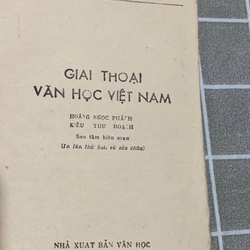 GIAI THOẠI
VĂN HỌC VIỆT NAM
HOÀNG NGỌC PHÁCH
KIỀU THU HOẠCH
Sưu tầm biên soạn
(In lần thứ hai, có sửa chữa)
NHÀ XUẤT BẢN VĂN HỌC